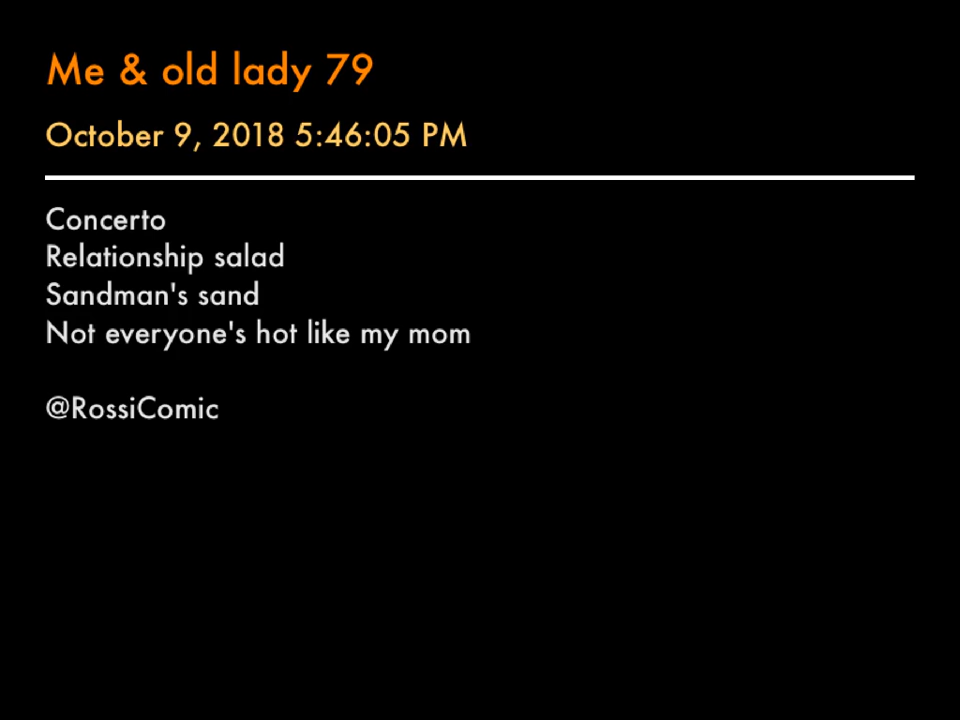 Me & old lady 79
October 9, 2018 5:46:05 PM
Concerto
Relationship salad
Sandman's sand
Not everyone's hot like my mom
@RossiComic